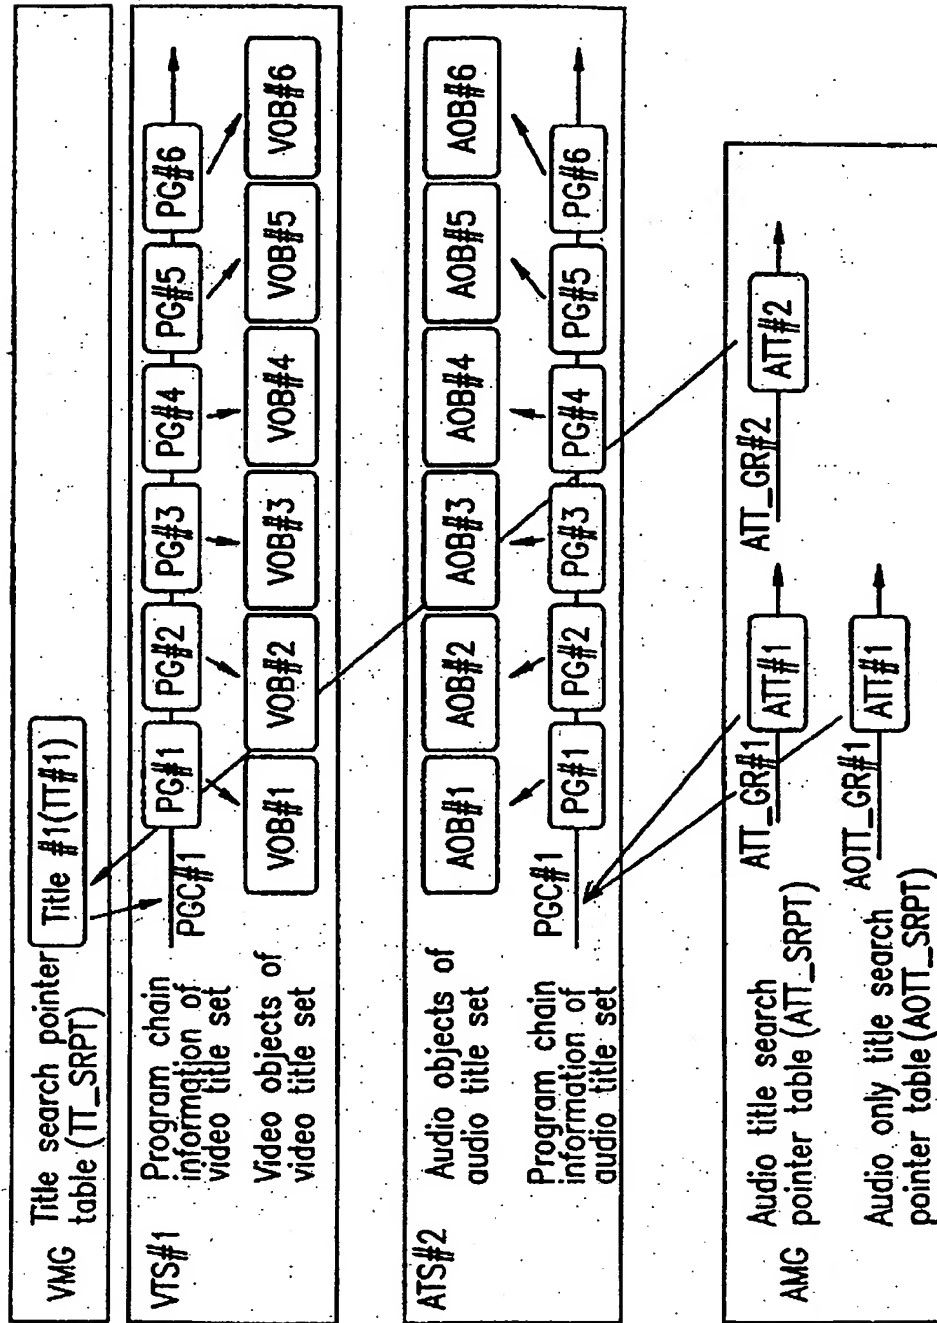 VMG
Title search pointer
table (TT_SRPT)
Title #1(TT#1)
VTS#1
Program chain
information of
video title set
PGC#1
PG#1
PG#2
PG#3
PG#4
PG#5
PG#6
Video objects of
video title set
VOB#1
VOB#2
VOB#3
VOB#4
VOB#5
VOB#6
ATS#2
Audio objects of
audio title set
AOB#1
AOB#2
AOB#3
AOB#4
AOB#5
AOB#6
Program chain
information of
audio title set
PGC#1
PG#1
PG#2
PG#3
PG#4
PG#5
PG#6
AMG
Audio title search
pointer table (ATT_SRPT)
ATT_GR#1
ATT#1
ATT_GR#2
ATT#2
Audio only title search
pointer table (AOTT_SRPT)
AOTT_GR#1
ATT#1